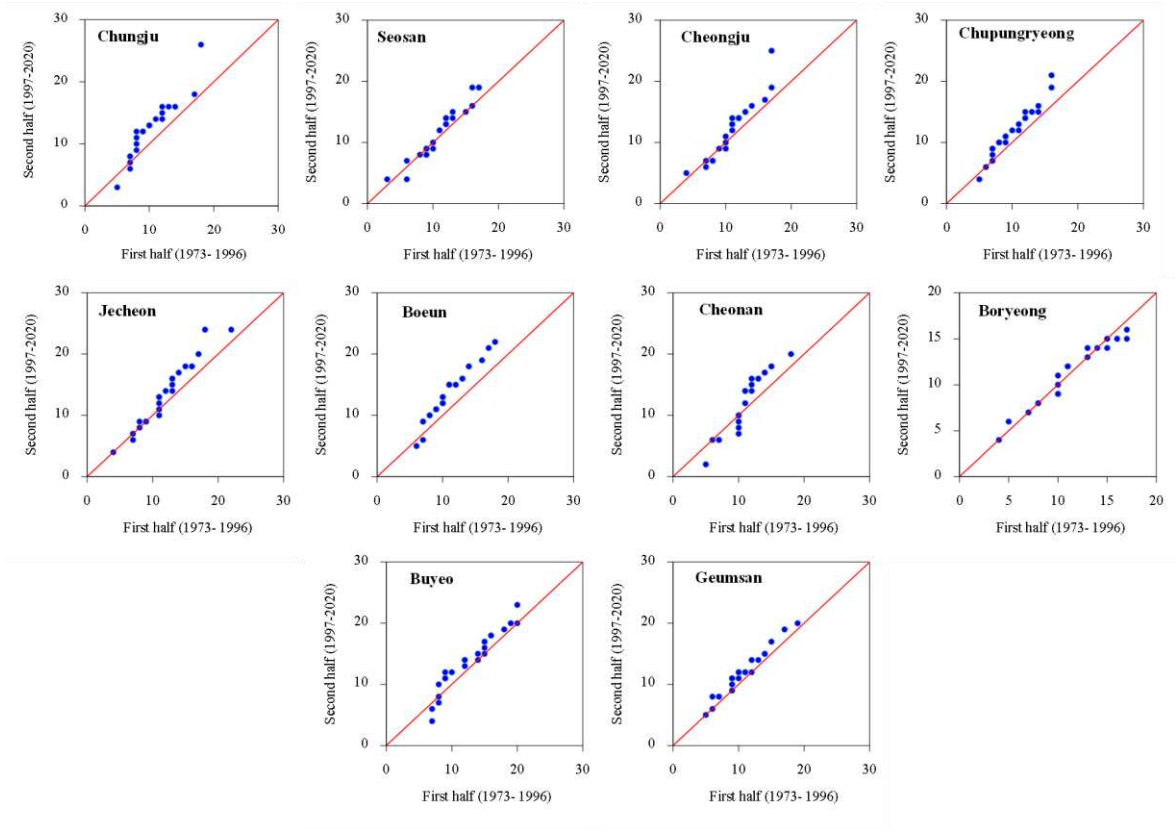 Chungju
30
20
10
0
0 10 20 30
Second half (1997-2020)
First half (1973- 1996)
Seosan
30
20
10
0
0 10 20 30
Second half (1997-2020)
First half (1973- 1996)
Cheongju
30
20
10
0
0 10 20 30
Second half (1997-2020)
First half (1973- 1996)
Chupungryeong
30
20
10
0
0 10 20 30
Second half (1997-2020)
First half (1973- 1996)
Jecheon
30
20
10
0
0 10 20 30
Second half (1997-2020)
First half (1973- 1996)
Boeun
30
20
10
0
0 10 20 30
Second half (1997-2020)
First half (1973- 1996)
Cheonan
30
20
10
0
0 10 20 30
Second half (1997-2020)
First half (1973- 1996)
Boryeong
20
15
10
5
0
0 5 10 15 20
Second half (1997-2020)
First half (1973- 1996)
Buyeo
30
20
10
0
0 10 20 30
Second half (1997-2020)
First half (1973- 1996)
Geumsan
30
20
10
0
0 10 20 30
Second half (1997-2020)
First half (1973- 1996)